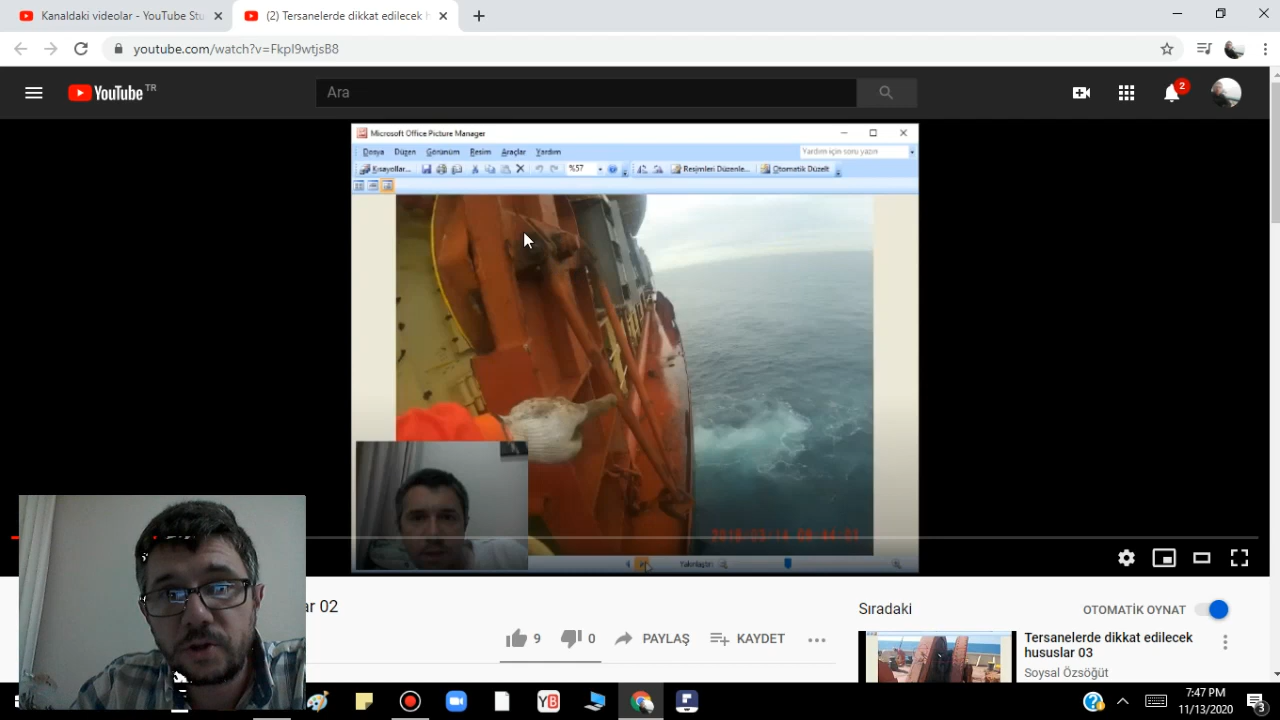 Kanaldaki videolar - YouTube Stu
(2) Tersanelerde dikkat edilecek h
youtube.com/watch?v=FkpI9wtjsB8
YouTube TR
Ara
2
Microsoft Office Picture Manager
Dosya Düzen Görünüm Resim Araçlar Yardım
Yardım için soru yazın
Kısayollar...
%57
Resimleri Düzenle...
Otomatik Düzelt
Yakınlaştır:
ar 02
9
0
PAYLAŞ
KAYDET
Sıradaki
OTOMATİK OYNAT
Tersanelerde dikkat edilecek
hususlar 03
Soysal Özsöğüt
YB
7:47 PM
11/13/2020
3